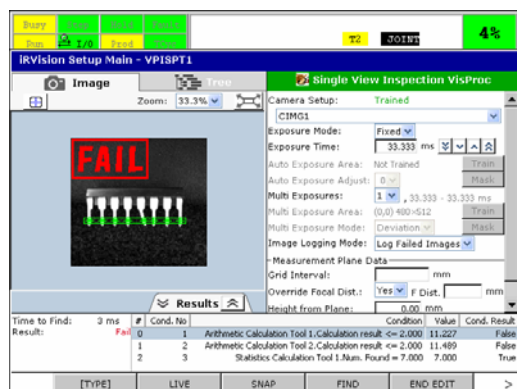 Busy Step Hold Fault
Run I/O Prod TCyc
T2 JOINT 4%
iRVision Setup Main - VPISPT1
Image Tree Single View Inspection VisProc
Zoom: 33.3%
FAIL
Results
Camera Setup: Trained
CIMG1
Exposure Mode: Fixed
Exposure Time: 33.333 ms
Auto Exposure Area: Not Trained Train
Auto Exposure Adjust: 0 Mask
Multi Exposures: 1 , 33.333 - 33.333 ms
Multi Exposure Area: (0,0) 480x512 Train
Multi Exposure Mode: Deviation Mask
Image Logging Mode: Log Failed Images
Measurement Plane Data
Grid Interval: mm
Override Focal Dist.: Yes F Dist. mm
Height from Plane: 0.00 mm
Time to Find: 3 ms
Result: Fail
# Cond. No Condition Value Cond. Result
0 1 Arithmetic Calculation Tool 1.Calculation result <= 2.000 11.227 False
1 2 Arithmetic Calculation Tool 2.Calculation result <= 2.000 11.489 False
2 3 Statistics Calculation Tool 1.Num. Found = 7.000 7.000 True
[TYPE] LIVE SNAP FIND END EDIT >